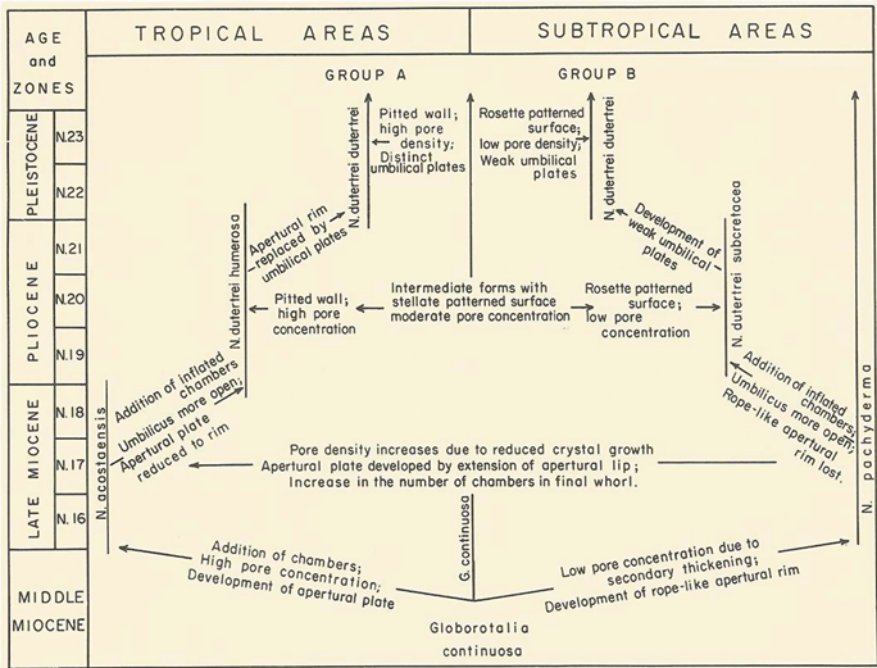 AGE
and
ZONES
TROPICAL AREAS
SUBTROPICAL AREAS
GROUP A
GROUP B
PLEISTOCENE
N.23
N.22
PLIOCENE
N.21
N.20
N.19
LATE MIOCENE
N.18
N.17
N.16
MIDDLE
MIOCENE
N. dutertrei dutertrei
Pitted wall;
high pore
density;
Distinct
umbilical plates
Rosette patterned
surface;
low pore density;
Weak umbilical
plates
N. dutertrei dutertrei
N. dutertrei humerosa
Apertural rim
replaced by
umbilical plates
Development of
weak umbilical
plates
N. dutertrei subcretacea
Pitted wall;
high pore
concentration
Intermediate forms with
stellate patterned surface
moderate pore concentration
Rosette patterned
surface;
low pore
concentration
N. acostaensis
Addition of inflated
chambers
Umbilicus more open;
Apertural plate
reduced to rim
Addition of inflated
chambers;
Umbilicus more open;
Rope-like apertural
rim lost.
N. pachyderma
Pore density increases due to reduced crystal growth
Apertural plate developed by extension of apertural lip;
Increase in the number of chambers in final whorl.
G. continuosa
Addition of chambers;
High pore concentration;
Development of apertural plate
Low pore concentration due to
secondary thickening;
Development of rope-like apertural rim
Globorotalia
continuosa